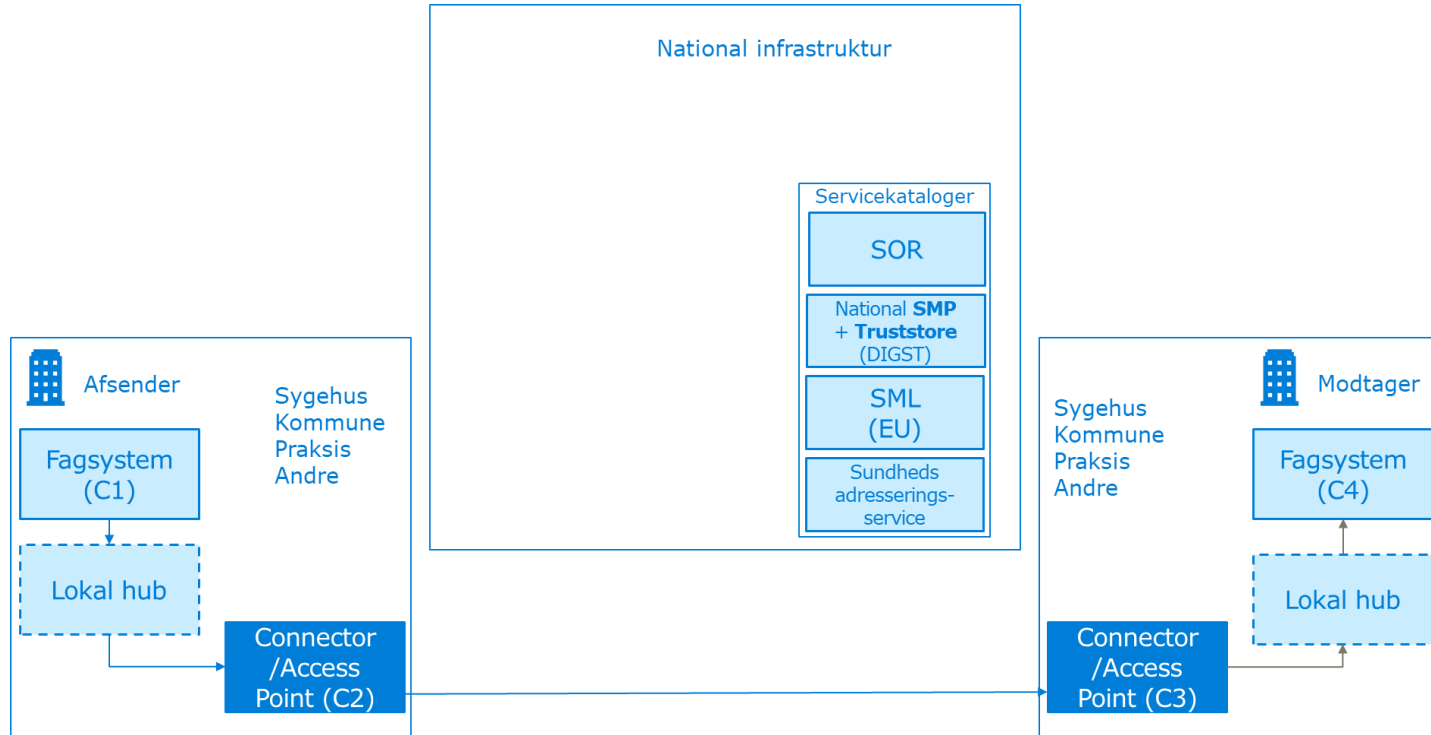 National infrastruktur
Servicekataloger
SOR
National SMP
+ Truststore
(DIGST)
SML
(EU)
Sundheds
adresserings-
service
Afsender
Sygehus
Kommune
Praksis
Andre
Fagsystem
(C1)
Lokal hub
Connector
/Access
Point (C2)
Modtager
Sygehus
Kommune
Praksis
Andre
Fagsystem
(C4)
Lokal hub
Connector
/Access
Point (C3)